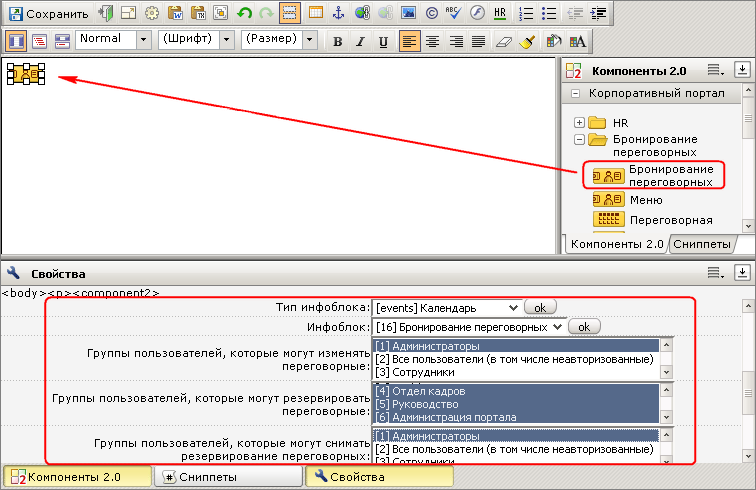 Сохранить HR
Normal (Шрифт) (Размер) B I U
Компоненты 2.0
Корпоративный портал
HR
Бронирование
переговорных
Бронирование
переговорных
Меню
Переговорная
Компоненты 2.0 Сниппеты
Свойства
<body><p><component2>
Тип инфоблока: [events] Календарь ok
Инфоблок: [16] Бронирование переговорных ok
Группы пользователей, которые могут изменять
переговорные:
[1] Администраторы
[2] Все пользователи (в том числе неавторизованные)
[3] Сотрудники
Группы пользователей, которые могут резервировать
переговорные:
[4] Отдел кадров
[5] Руководство
[6] Администрация портала
Группы пользователей, которые могут снимать
резервирование переговорных:
[1] Администраторы
[2] Все пользователи (в том числе неавторизованные)
[3] Сотрудники
Компоненты 2.0 # Сниппеты Свойства